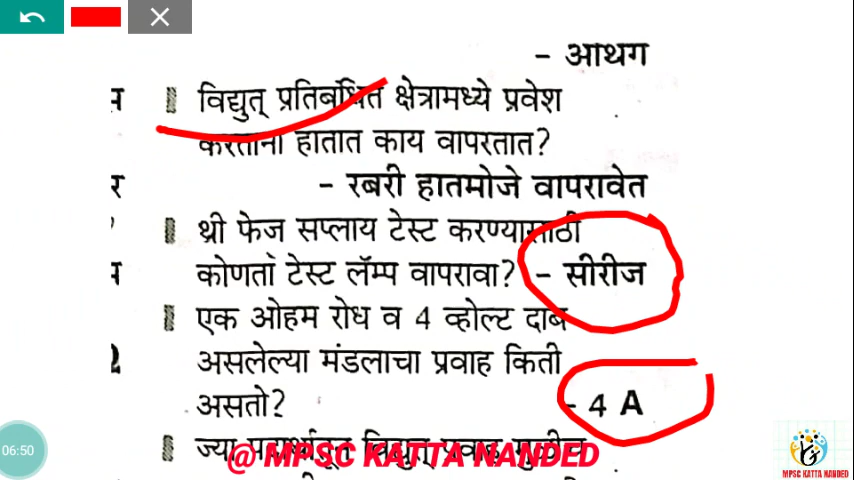 - आथग
विद्युत् प्रतिबंधित क्षेत्रामध्ये प्रवेश
करताना हातात काय वापरतात?
- रबरी हातमोजे वापरावेत
थ्री फेज सप्लाय टेस्ट करण्यासाठी
कोणता टेस्ट लॅम्प वापरावा? - सीरीज
एक ओहम रोध व 4 व्होल्ट दाब
असलेल्या मंडलाचा प्रवाह किती
असतो? - 4 A
ज्या विद्युत् प्रवाह
@ MPSC KATTA NANDED
06:50
MPSC KATTA NANDED